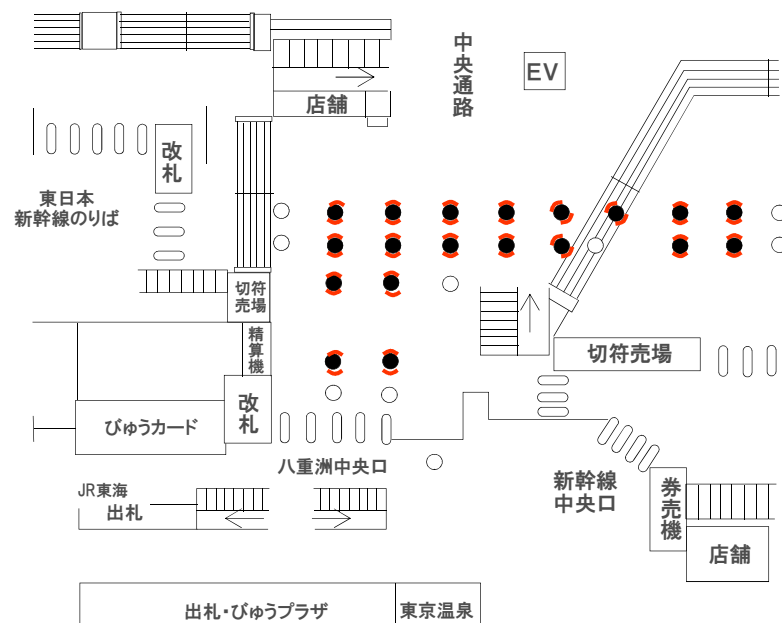 中央通路
EV
店舗
改札
東日本
新幹線のりば
切符
売場
精算機
切符売場
改札
びゅうカード
八重洲中央口
新幹線
中央口
JR東海
出札
券売機
店舗
出札・びゅうプラザ
東京温泉